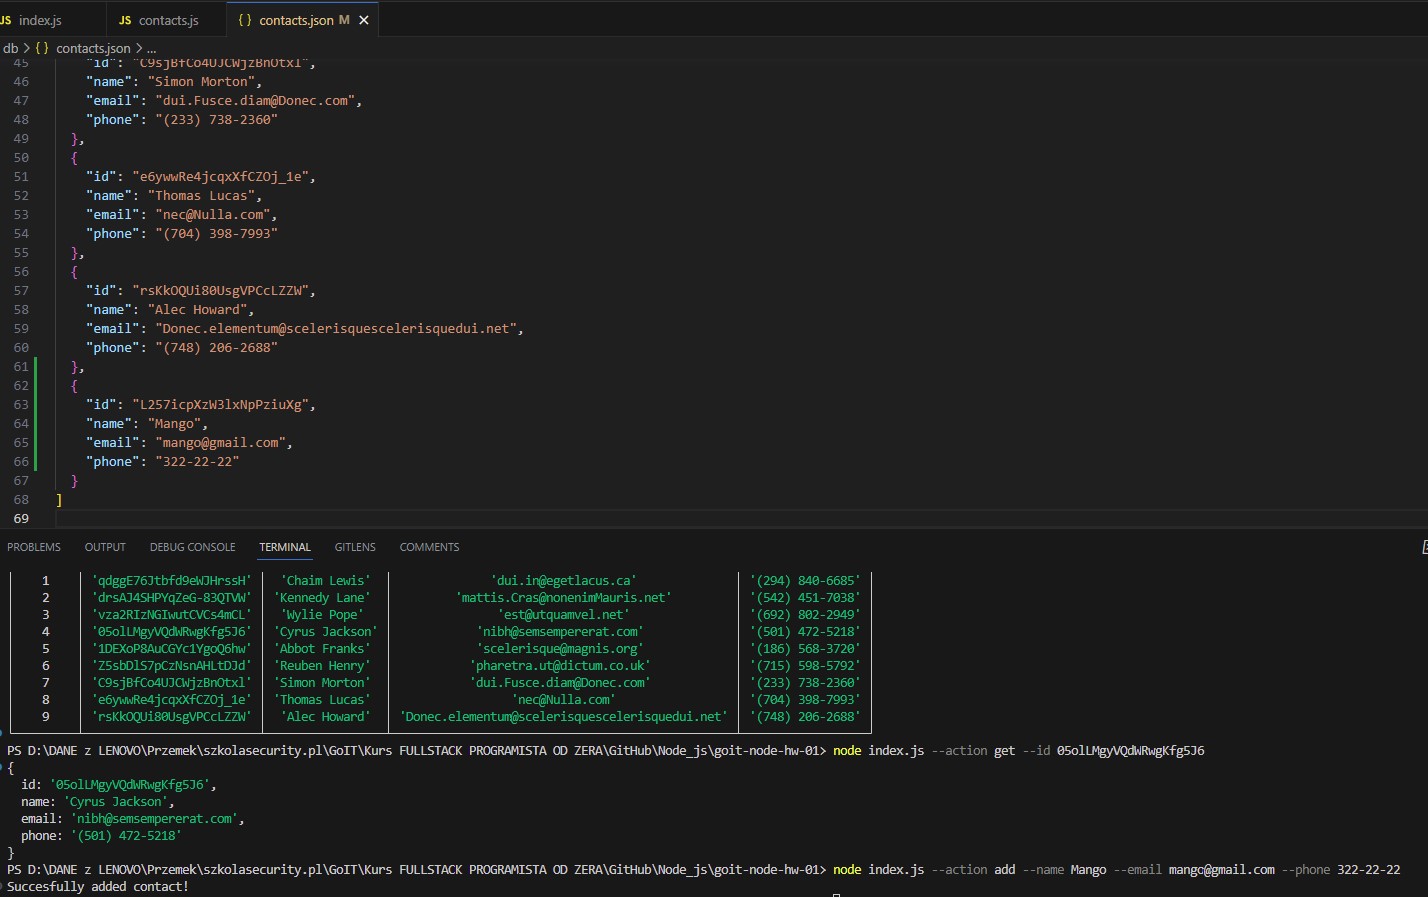 JS index.js JS contacts.js {} contacts.json M ×
db > {} contacts.json > ...
45 "id": "C9sjBfCo4UJCWjzBnOtxl",
46 "name": "Simon Morton",
47 "email": "dui.Fusce.diam@Donec.com",
48 "phone": "(233) 738-2360"
49 },
50 {
51 "id": "e6ywwRe4jcqxXfCZOj_1e",
52 "name": "Thomas Lucas",
53 "email": "nec@Nulla.com",
54 "phone": "(704) 398-7993"
55 },
56 {
57 "id": "rsKkOQUi80UsgVPCcLZZW",
58 "name": "Alec Howard",
59 "email": "Donec.elementum@scelerisquescelerisquedui.net",
60 "phone": "(748) 206-2688"
61 },
62 {
63 "id": "L257icpXzW3lxNpPziuXg",
64 "name": "Mango",
65 "email": "mango@gmail.com",
66 "phone": "322-22-22"
67 }
68 ]
69
PROBLEMS OUTPUT DEBUG CONSOLE TERMINAL GITLENS COMMENTS
1 'qdggE76Jtbfd9eWJHrssH' 'Chaim Lewis' 'dui.in@egetlacus.ca' '(294) 840-6685'
2 'drsAJ4SHPYqZeG-83QTVW' 'Kennedy Lane' 'mattis.Cras@nonenimMauris.net' '(542) 451-7038'
3 'vza2RIzNGIwutCVCs4mCL' 'Wylie Pope' 'est@utquamvel.net' '(692) 802-2949'
4 '05olLMgyVQdWRwgKfg5J6' 'Cyrus Jackson' 'nibh@semsempererat.com' '(501) 472-5218'
5 '1DEXoP8AuCGYc1YgoQ6hw' 'Abbot Franks' 'scelerisque@magnis.org' '(186) 568-3720'
6 'Z5sbDlS7pCzNsnAHLtDJd' 'Reuben Henry' 'pharetra.ut@dictum.co.uk' '(715) 598-5792'
7 'C9sjBfCo4UJCWjzBnOtxl' 'Simon Morton' 'dui.Fusce.diam@Donec.com' '(233) 738-2360'
8 'e6ywwRe4jcqxXfCZOj_1e' 'Thomas Lucas' 'nec@Nulla.com' '(704) 398-7993'
9 'rsKkOQUi80UsgVPCcLZZW' 'Alec Howard' 'Donec.elementum@scelerisquescelerisquedui.net' '(748) 206-2688'
PS D:\DANE z LENOVO\Przemek\szkolasecurity.pl\GoIT\Kurs FULLSTACK PROGRAMISTA OD ZERA\GitHub\Node_js\goit-node-hw-01> node index.js --action get --id 05olLMgyVQdWRwgKfg5J6
{
id: '05olLMgyVQdWRwgKfg5J6',
name: 'Cyrus Jackson',
email: 'nibh@semsempererat.com',
phone: '(501) 472-5218'
}
PS D:\DANE z LENOVO\Przemek\szkolasecurity.pl\GoIT\Kurs FULLSTACK PROGRAMISTA OD ZERA\GitHub\Node_js\goit-node-hw-01> node index.js --action add --name Mango --email mango@gmail.com --phone 322-22-22
Succesfully added contact!